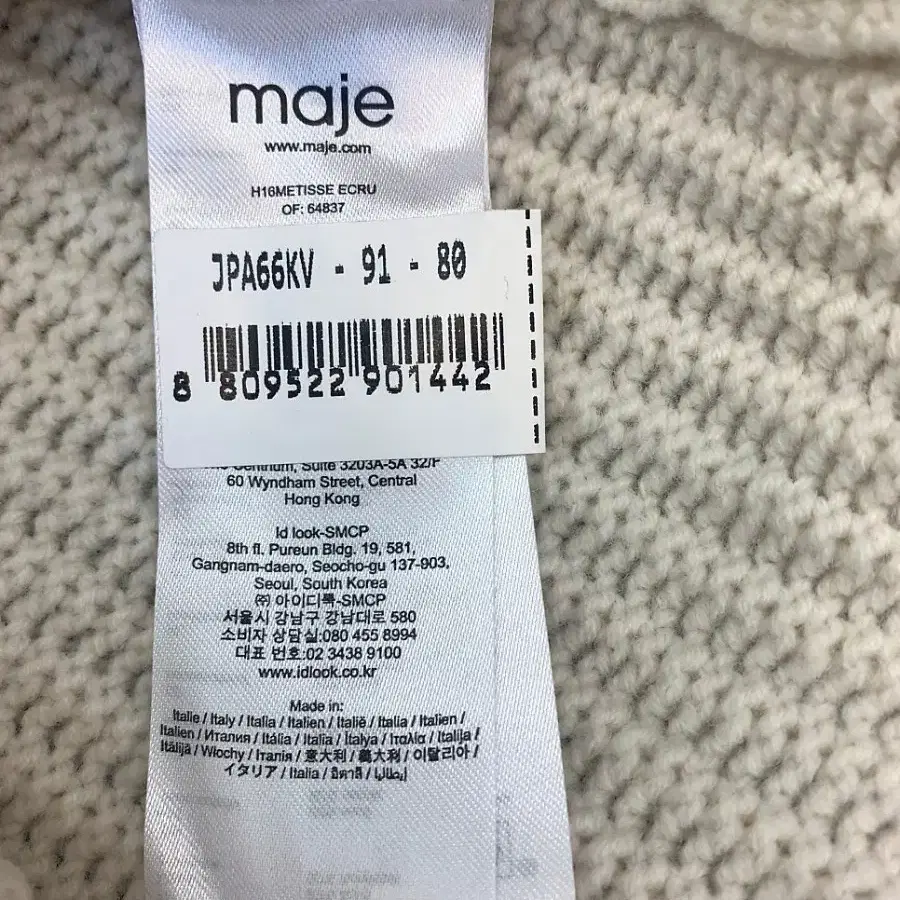 maje
www.maje.com
H16METISSE ECRU
OF: 64837
JPA66KV - 91 - 80
8 809522 901442
Centrium, Suite 3203A-5A 32/F
60 Wyndham Street, Central
Hong Kong
Id look-SMCP
8th fl. Pureun Bldg. 19, 581,
Gangnam-daero, Seocho-gu 137-903,
Seoul, South Korea
㈜ 아이디룩-SMCP
서울시 강남구 강남대로 580
소비자 상담실:080 455 8994
대표 번호:02 3438 9100
www.idlook.co.kr
Made in:
Italie / Italy / Italia / Italien / Italië / Italia / Italien /
Italien / Италия / Itália / Italia / İtalya / Ιταλία / Italija /
Itālijā / Włochy / Італія / 意大利 / 義大利 / 이탈리아 /
イタリア / Italia / อิตาลี / إيطاليا